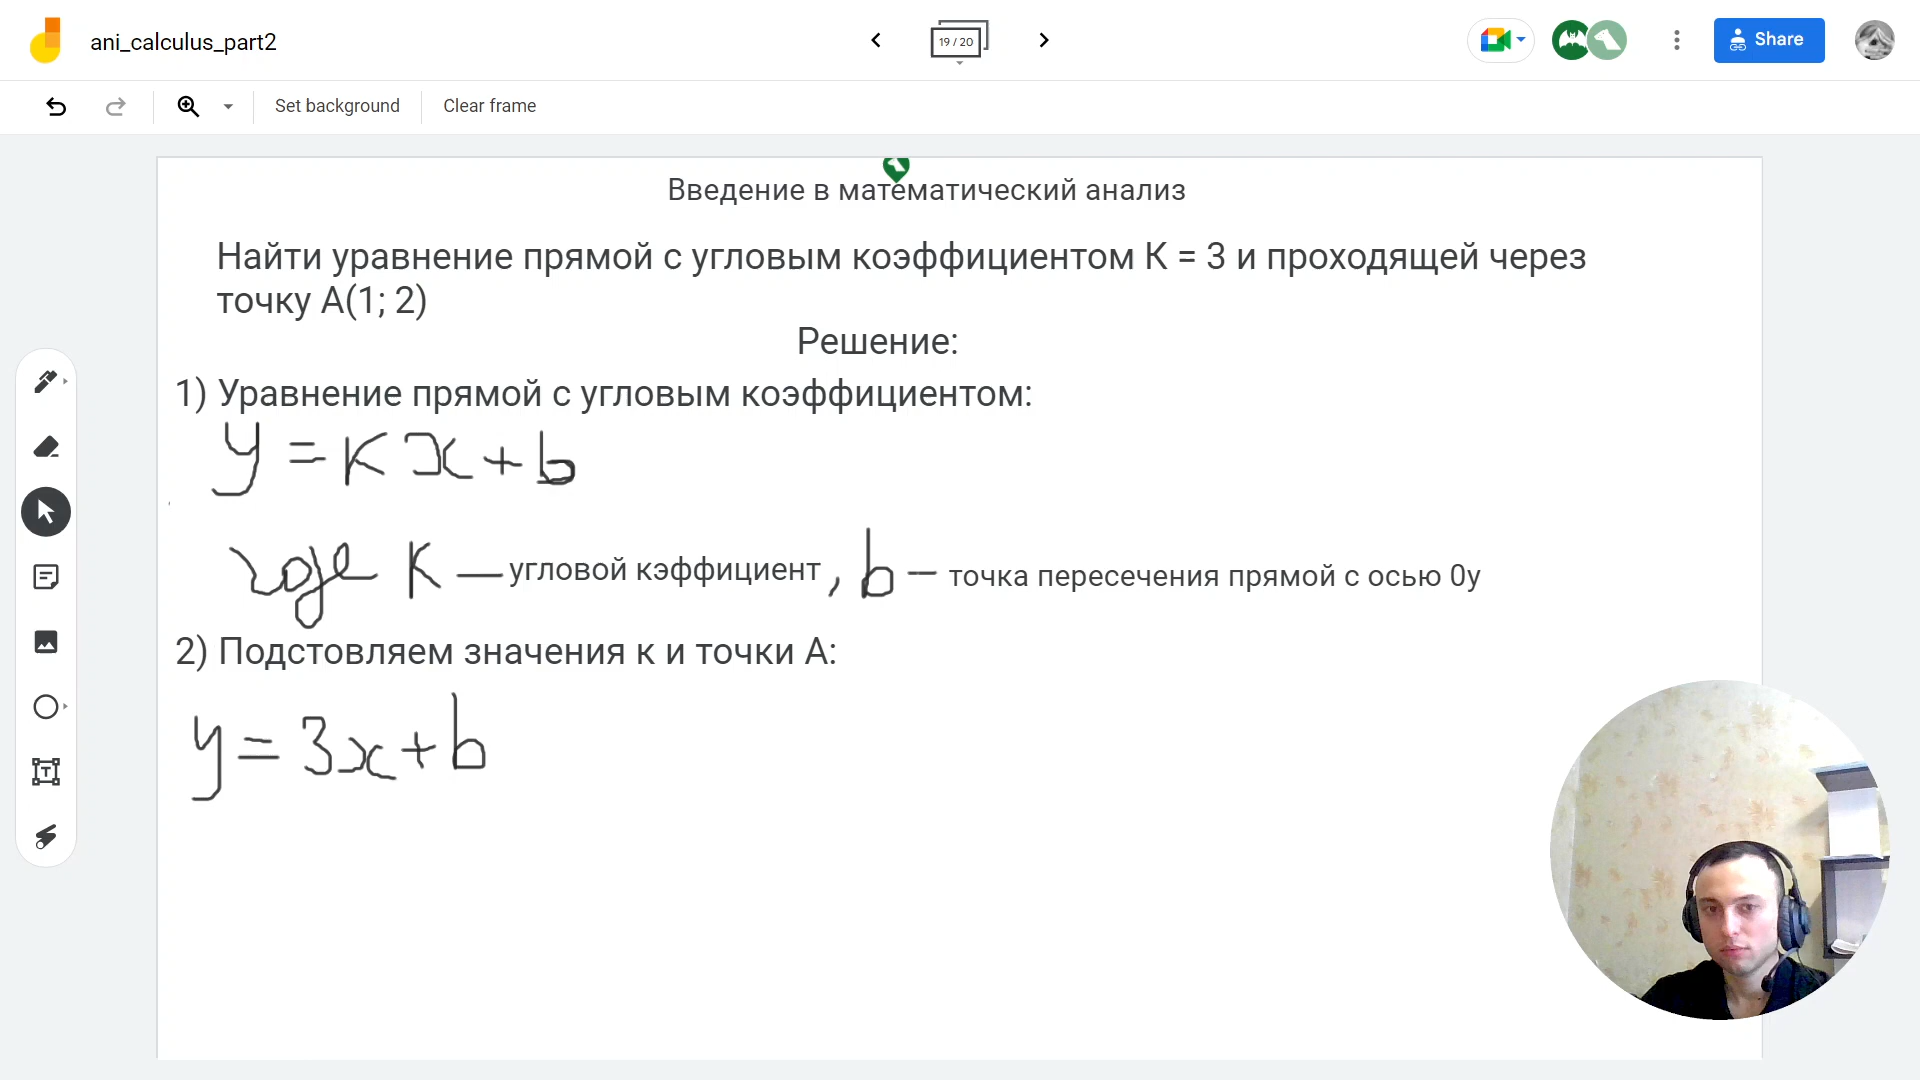 ani_calculus_part2
19 / 20
Share
Set background
Clear frame
Введение в математический анализ
Найти уравнение прямой с угловым коэффициентом К = 3 и проходящей через
точку А(1; 2)
Решение:
1) Уравнение прямой с угловым коэффициентом:
y = кx + b
где К — угловой кэффициент, b — точка пересечения прямой с осью 0у
2) Подстовляем значения к и точки А:
y = 3x + b